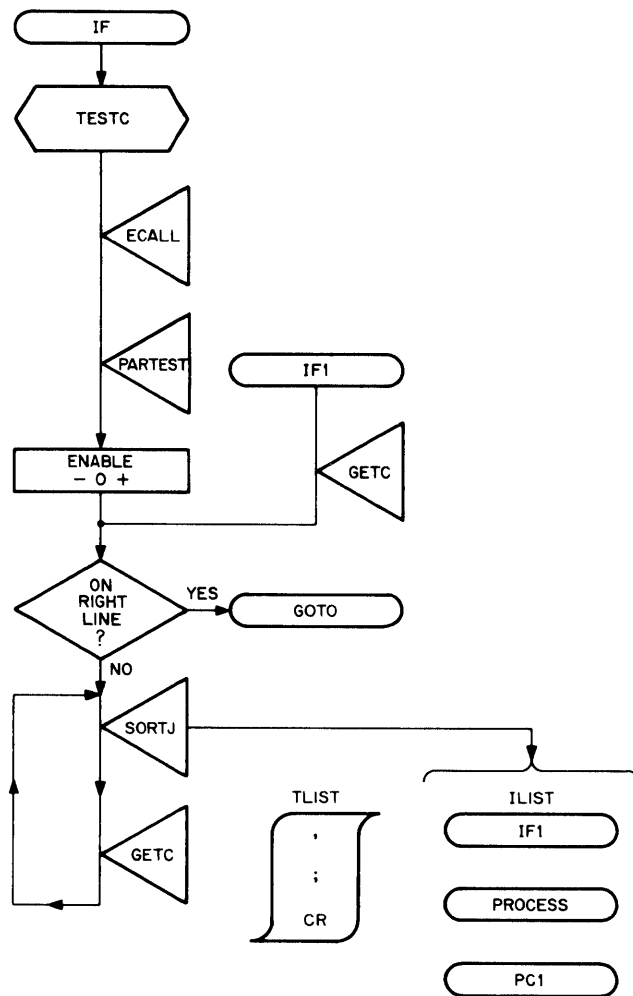 IF
TESTC
ECALL
PARTEST
IF1
ENABLE
- 0 +
GETC
ON
RIGHT
LINE
?
YES
GOTO
NO
SORTJ
TLIST
ILIST
,
IF1
GETC
;
CR
PROCESS
PC1